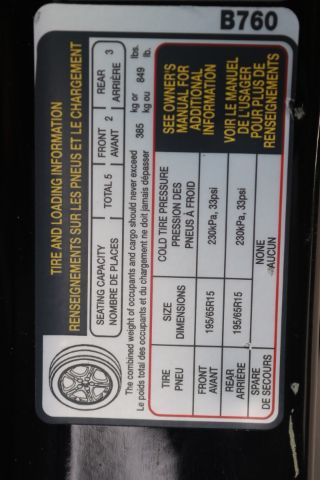 B760
TIRE AND LOADING INFORMATION
RENSEIGNEMENTS SUR LES PNEUS ET LE CHARGEMENT
SEATING CAPACITY TOTAL 5 FRONT 2 REAR 3
NOMBRE DE PLACES AVANT ARRIÈRE
The combined weight of occupants and cargo should never exceed 385 kg or 849 lbs.
Le poids total des occupants et du chargement ne doit jamais dépasser kg ou lb.
TIRE SIZE COLD TIRE PRESSURE
PNEU DIMENSIONS PRESSION DES
PNEUS À FROID
FRONT 195/65R15 230kPa, 33psi
AVANT
REAR 195/65R15 230kPa, 33psi
ARRIÈRE
SPARE NONE
DE SECOURS AUCUN
SEE OWNER'S
MANUAL FOR
ADDITIONAL
INFORMATION
VOIR LE MANUEL
DE L'USAGER
POUR PLUS DE
RENSEIGNEMENTS